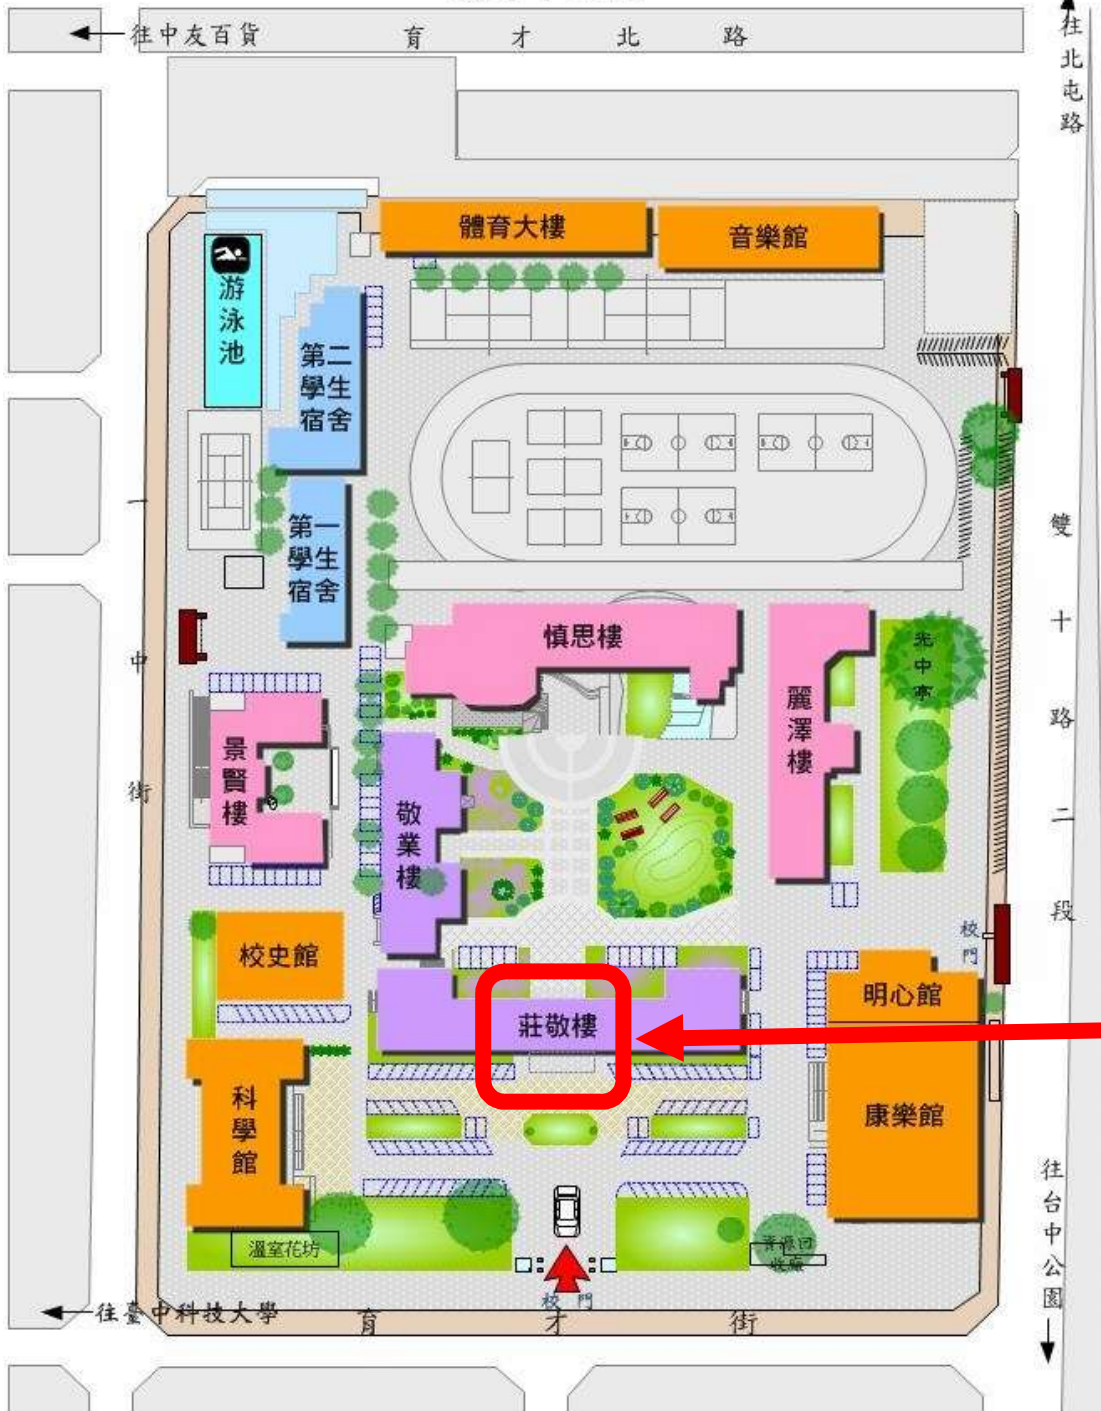 往中友百貨
育才北路
往北屯路
體育大樓
音樂館
游泳池
第二學生宿舍
第一學生宿舍
一中街
雙十路二段
慎思樓
光中亭
麗澤樓
景賢樓
敬業樓
校史館
校門
明心館
莊敬樓
科學館
康樂館
往台中公園
溫室花坊
資源回
收廠
校門
往臺中科技大學
育才街